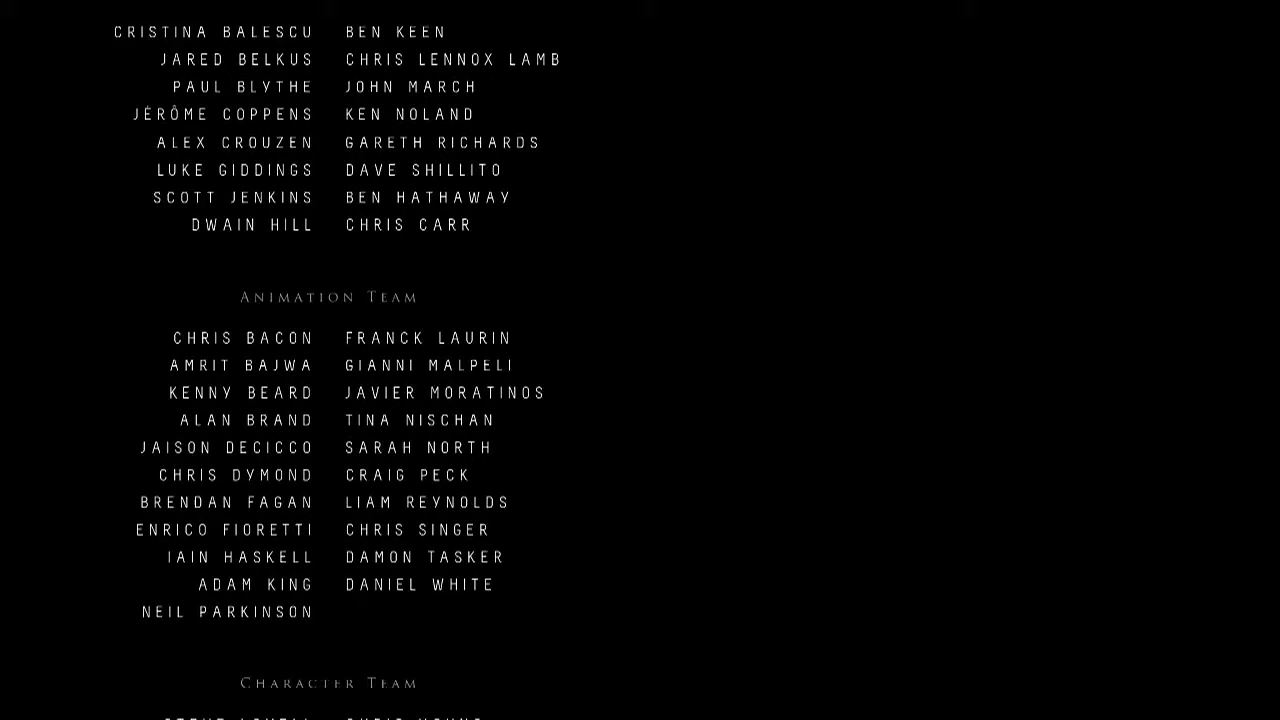 CRISTINA BALESCU BEN KEEN
JARED BELKUS CHRIS LENNOX LAMB
PAUL BLYTHE JOHN MARCH
JÉRÔME COPPENS KEN NOLAND
ALEX CROUZEN GARETH RICHARDS
LUKE GIDDINGS DAVE SHILLITO
SCOTT JENKINS BEN HATHAWAY
DWAIN HILL CHRIS CARR
ANIMATION TEAM
CHRIS BACON FRANCK LAURIN
AMRIT BAJWA GIANNI MALPELI
KENNY BEARD JAVIER MORATINOS
ALAN BRAND TINA NISCHAN
JAISON DECICCO SARAH NORTH
CHRIS DYMOND CRAIG PECK
BRENDAN FAGAN LIAM REYNOLDS
ENRICO FIORETTI CHRIS SINGER
IAIN HASKELL DAMON TASKER
ADAM KING DANIEL WHITE
NEIL PARKINSON
CHARACTER TEAM